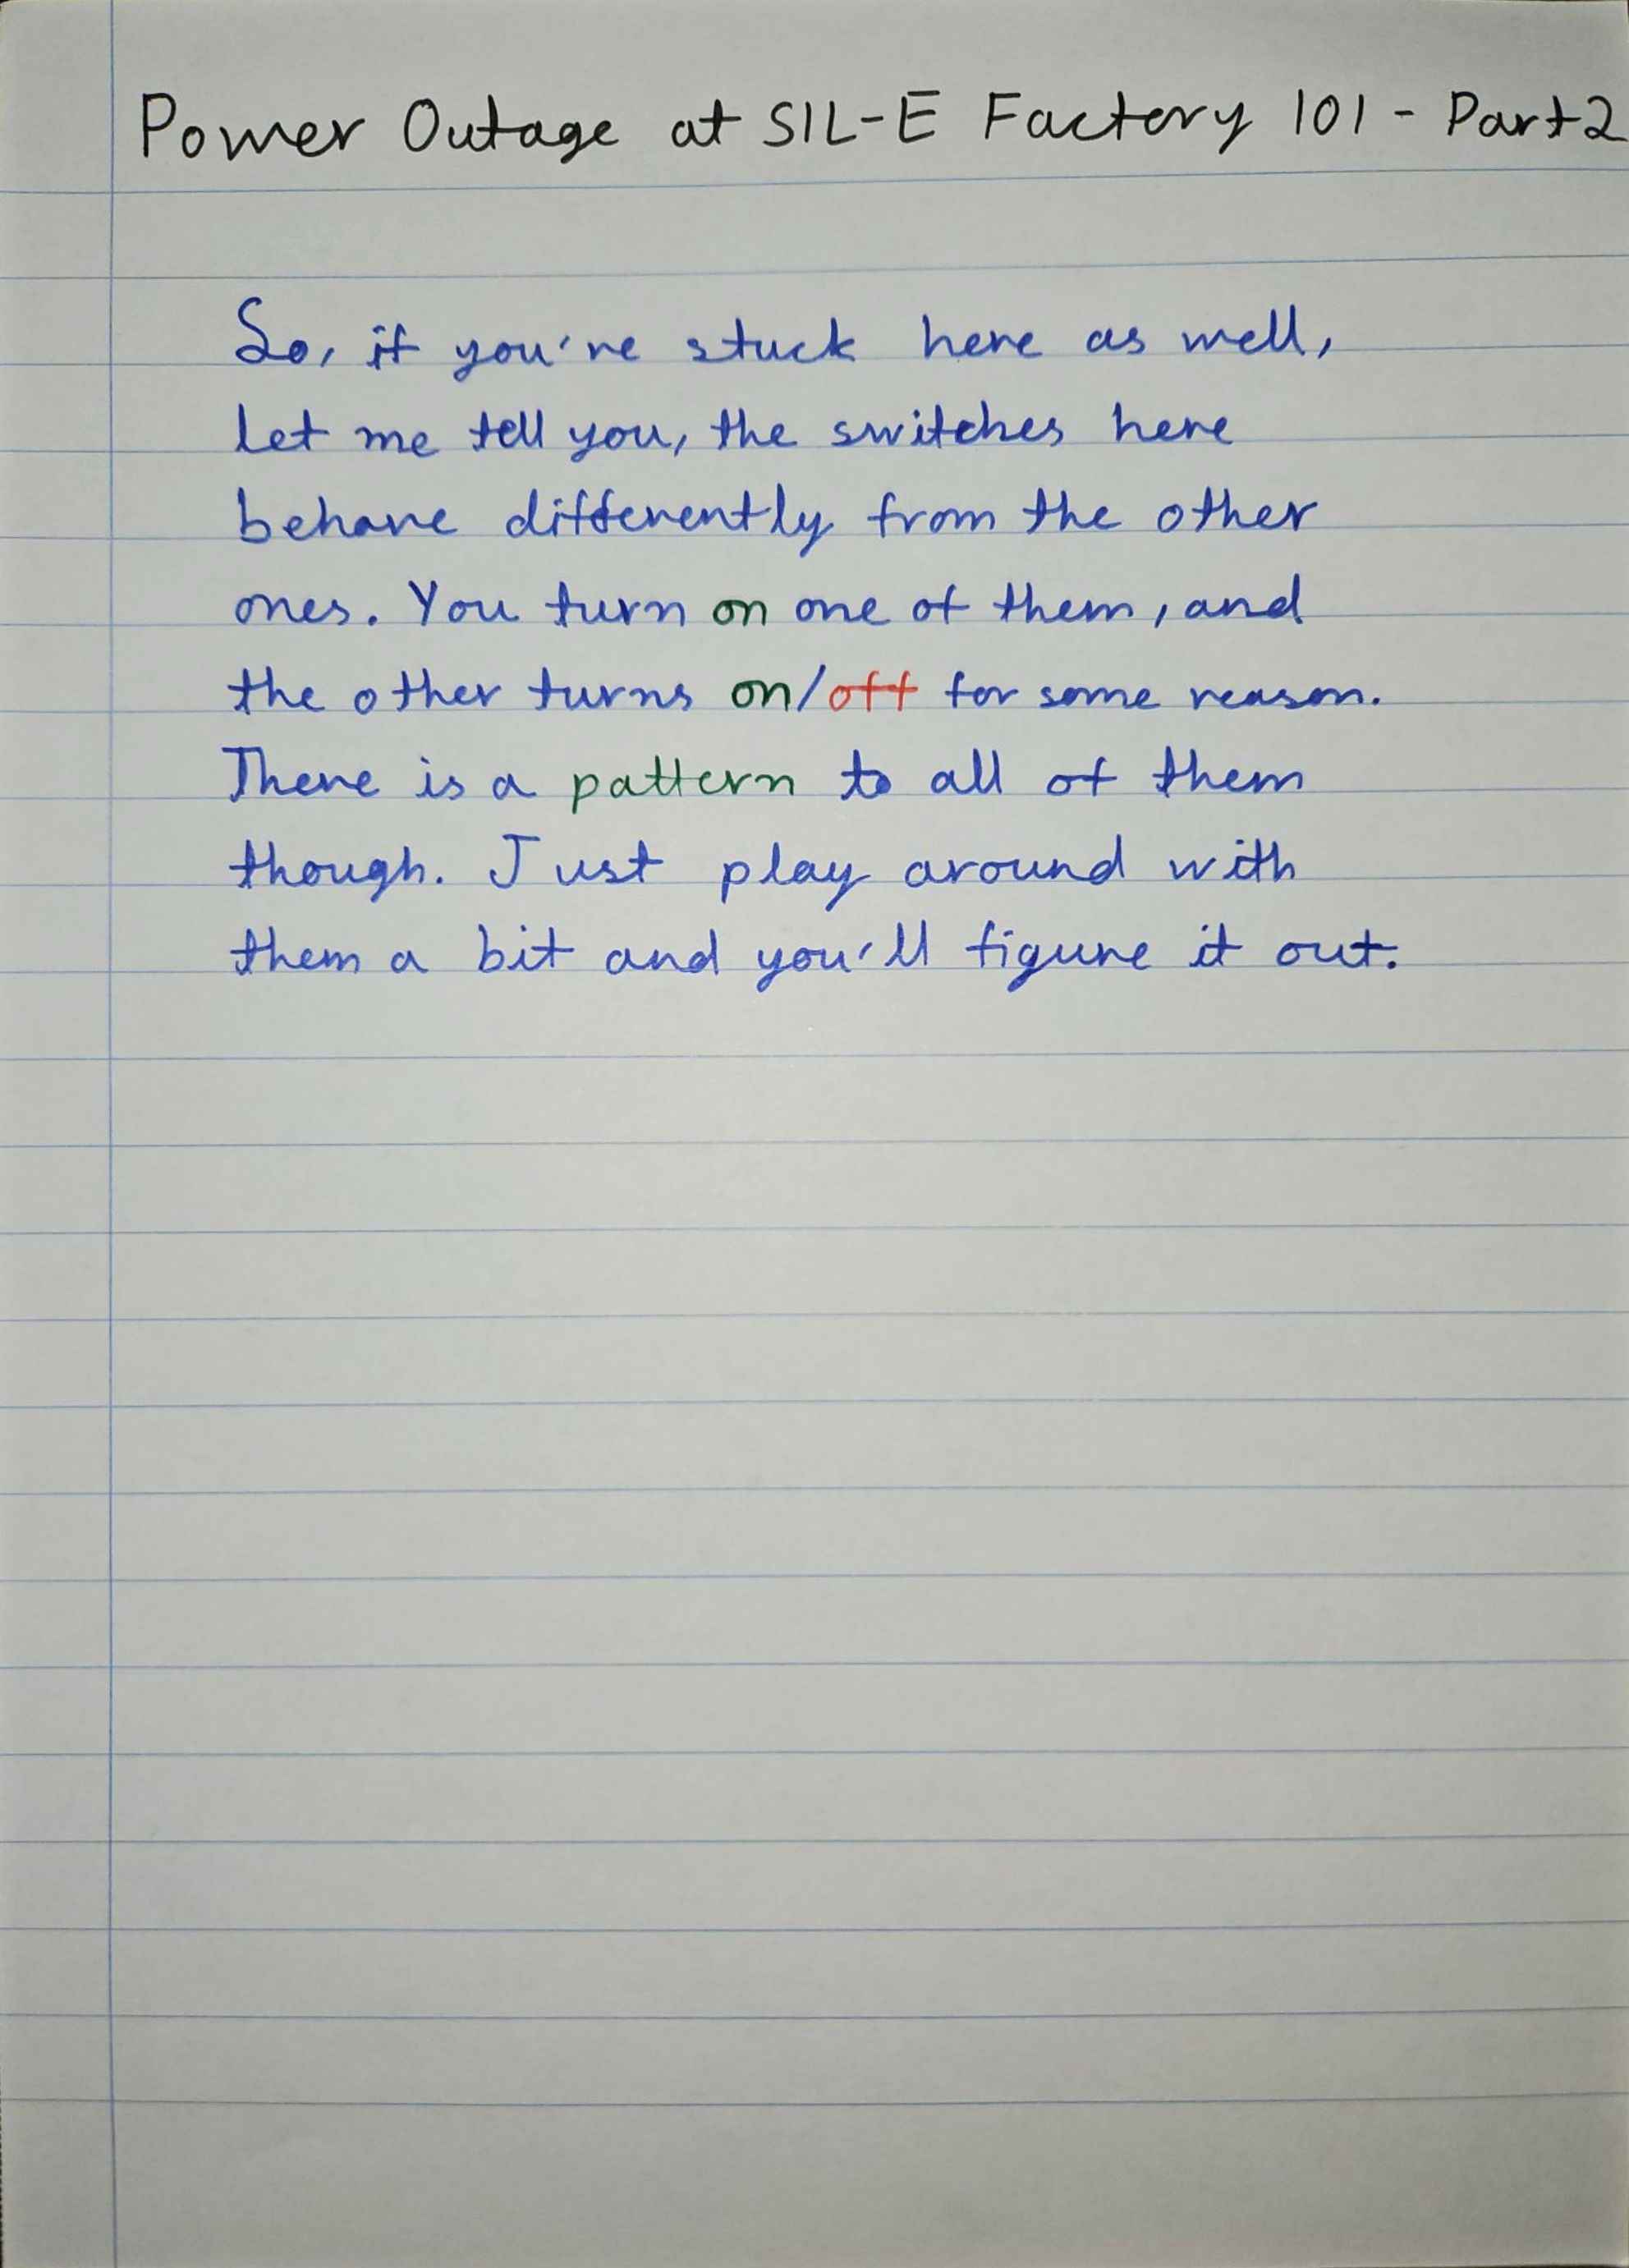 Power Outage at SIL-E Factory 101 - Part2
So, if you've stuck here as well,
let me tell you, the switches here
behave differently from the other
ones. You turn on one of them, and
the other turns on/off for some reason.
There is a pattern to all of them
though. Just play around with
them a bit and you'll figure it out.